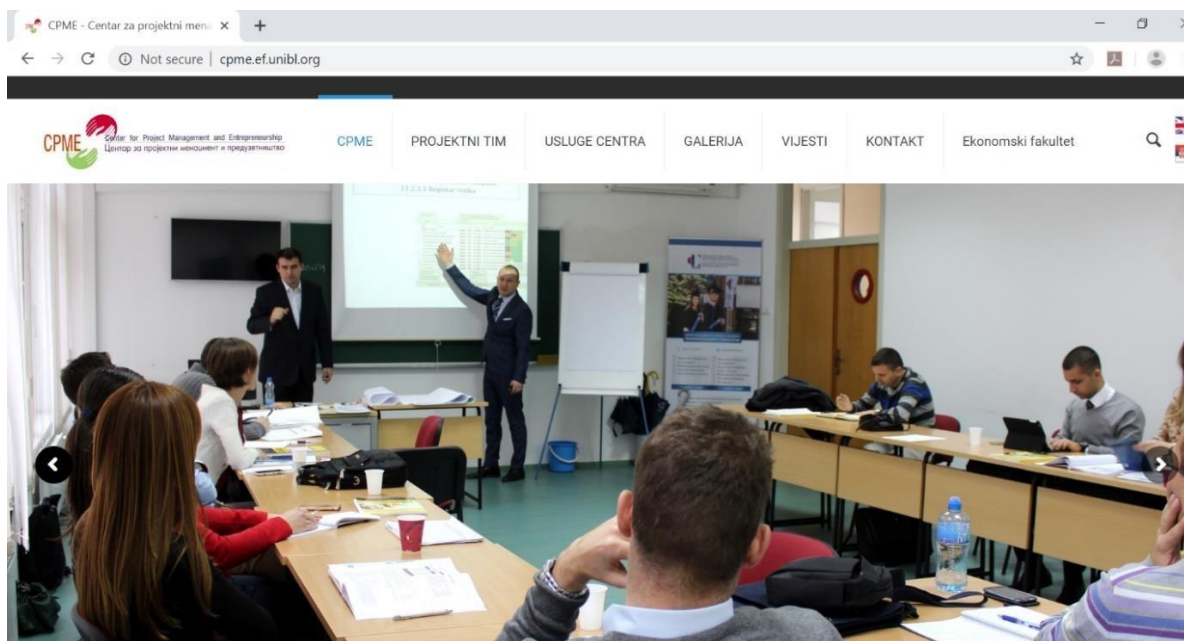 CPME - Centar za projektni mena
Not secure | cpme.ef.unibl.org
CPME
Center for Project Management and Entrepreneurship
Центар за пројектни менаџмент и предузетништво
CPME
PROJEKTNI TIM
USLUGE CENTRA
GALERIJA
VIJESTI
KONTAKT
Ekonomski fakultet